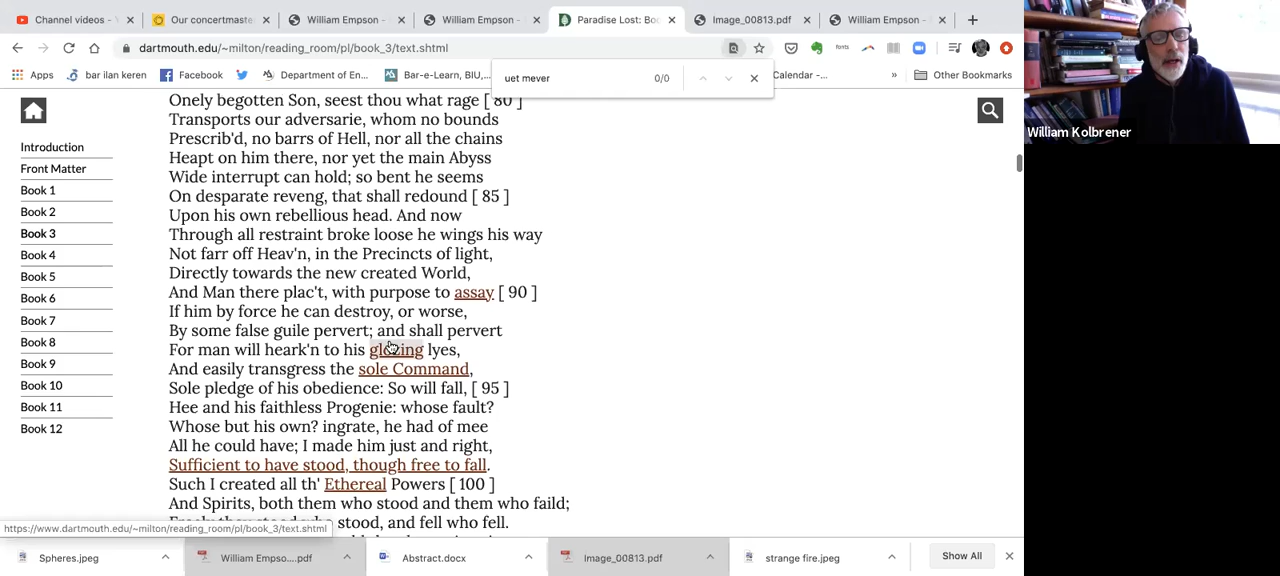 Channel videos - Y
Our concertmaste
William Empson -
William Empson -
Paradise Lost: Boo
Image_00813.pdf
William Empson -
dartmouth.edu/~milton/reading_room/pl/book_3/text.shtml
fonts
Apps
bar ilan keren
Facebook
Department of En...
Bar-e-Learn, BIU,...
uet mever
0/0
Calendar -...
»
Other Bookmarks
William Kolbrener
Introduction
Front Matter
Book 1
Book 2
Book 3
Book 4
Book 5
Book 6
Book 7
Book 8
Book 9
Book 10
Book 11
Book 12
Onely begotten Son, seest thou what rage [ 80 ]
Transports our adversarie, whom no bounds
Prescrib'd, no barrs of Hell, nor all the chains
Heapt on him there, nor yet the main Abyss
Wide interrupt can hold; so bent he seems
On desparate reveng, that shall redound [ 85 ]
Upon his own rebellious head. And now
Through all restraint broke loose he wings his way
Not farr off Heav'n, in the Precincts of light,
Directly towards the new created World,
And Man there plac't, with purpose to assay [ 90 ]
If him by force he can destroy, or worse,
By some false guile pervert; and shall pervert
For man will heark'n to his glozing lyes,
And easily transgress the sole Command,
Sole pledge of his obedience: So will fall, [ 95 ]
Hee and his faithless Progenie: whose fault?
Whose but his own? ingrate, he had of mee
All he could have; I made him just and right,
Sufficient to have stood, though free to fall.
Such I created all th' Ethereal Powers [ 100 ]
And Spirits, both them who stood and them who faild;
stood, and fell who fell.
https://www.dartmouth.edu/~milton/reading_room/pl/book_3/text.shtml
Spheres.jpeg
William Empso....pdf
Abstract.docx
Image_00813.pdf
strange fire.jpeg
Show All